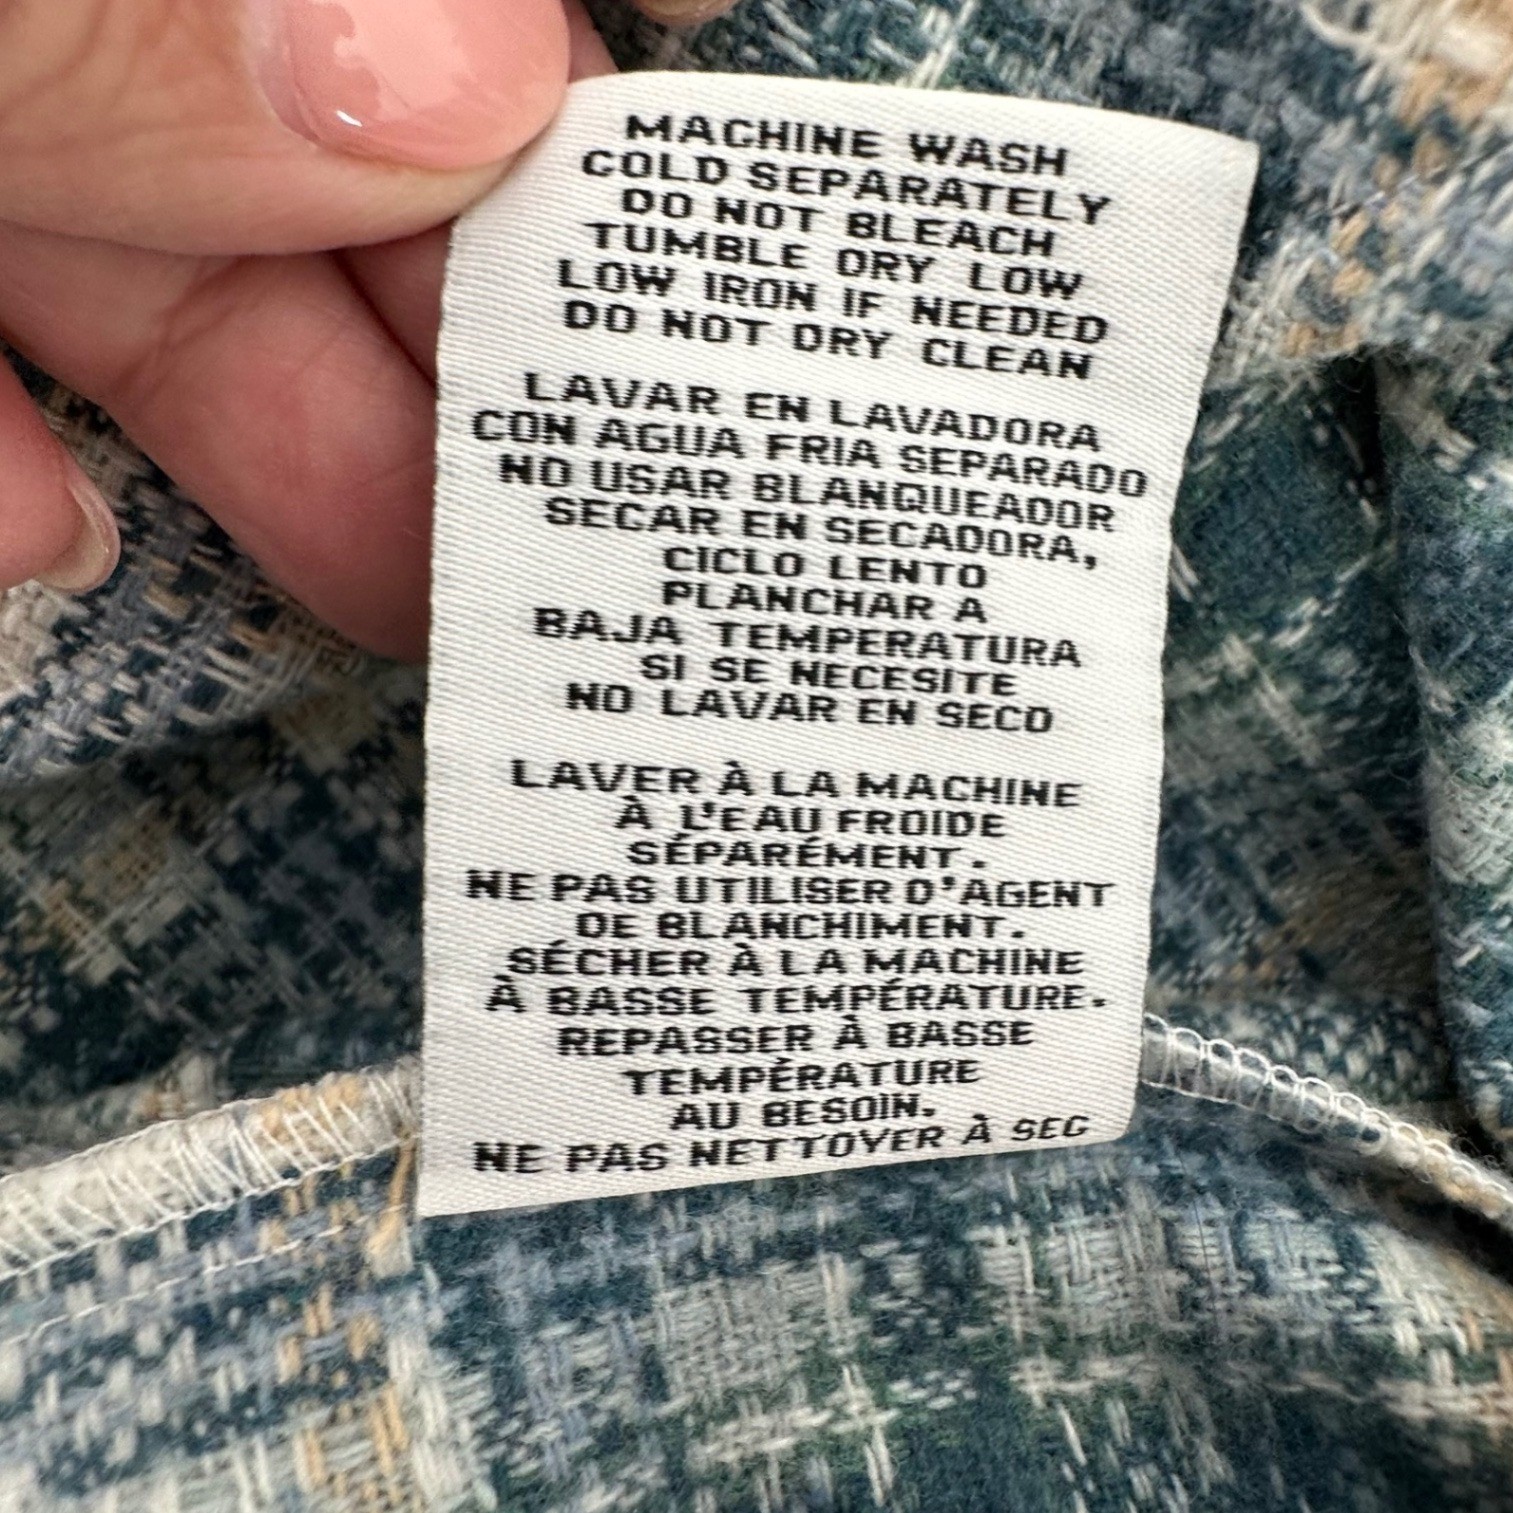 MACHINE WASH
COLD SEPARATELY
DO NOT BLEACH
TUMBLE DRY LOW
LOW IRON IF NEEDED
DO NOT DRY CLEAN
LAVAR EN LAVADORA
CON AGUA FRIA SEPARADO
NO USAR BLANQUEADOR
SECAR EN SECADORA,
CICLO LENTO
PLANCHAR A
BAJA TEMPERATURA
SI SE NECESITE
NO LAVAR EN SECO
LAVER À LA MACHINE
À L'EAU FROIDE
SÉPARÉMENT.
NE PAS UTILISER D'AGENT
DE BLANCHIMENT.
SÉCHER À LA MACHINE
À BASSE TEMPÉRATURE.
REPASSER À BASSE
TEMPÉRATURE
AU BESOIN.
NE PAS NETTOYER À SEC